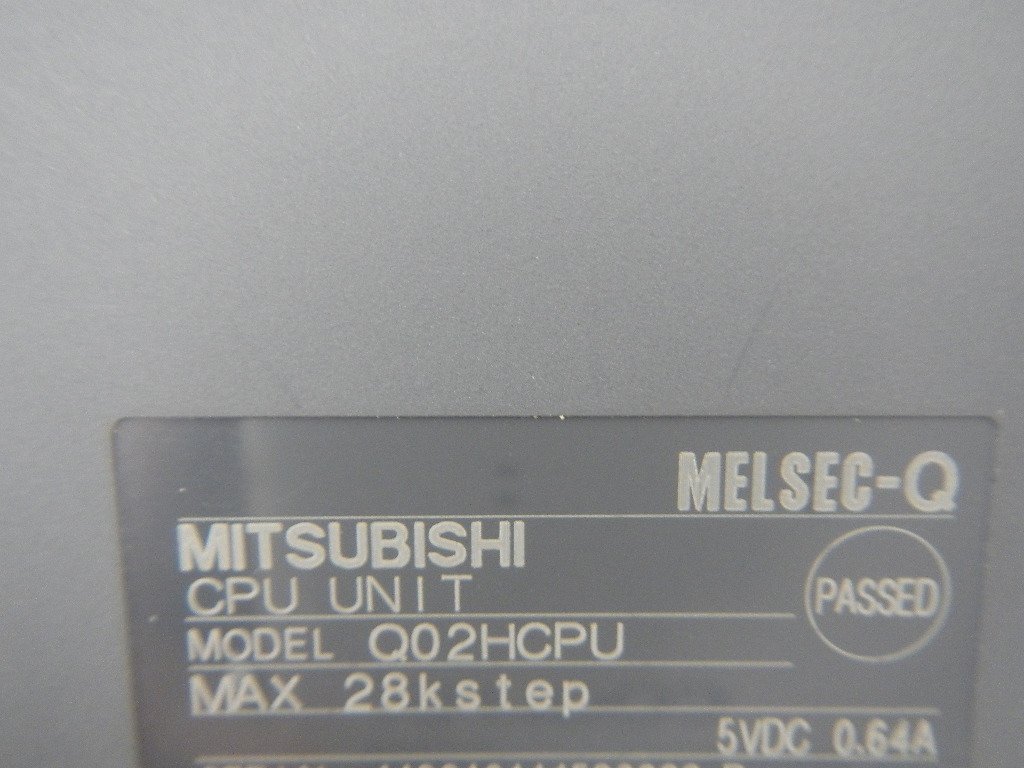 MELSEC-Q
MITSUBISHI
CPU UNIT
PASSED
MODEL Q02HCPU
MAX 28kstep
5VDC 0.64A